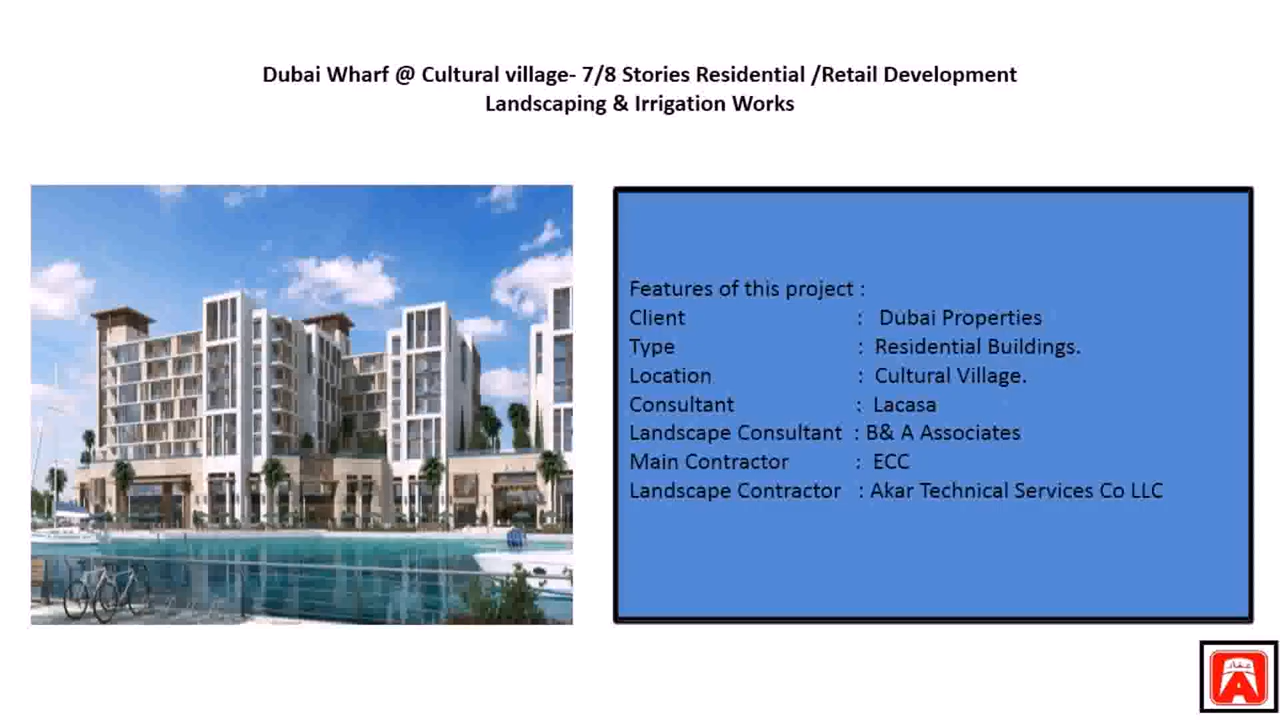 Dubai Wharf @ Cultural village- 7/8 Stories Residential /Retail Development
Landscaping & Irrigation Works
Features of this project :
Client : Dubai Properties
Type : Residential Buildings.
Location : Cultural Village.
Consultant : Lacasa
Landscape Consultant : B& A Associates
Main Contractor : ECC
Landscape Contractor : Akar Technical Services Co LLC
عقار
A